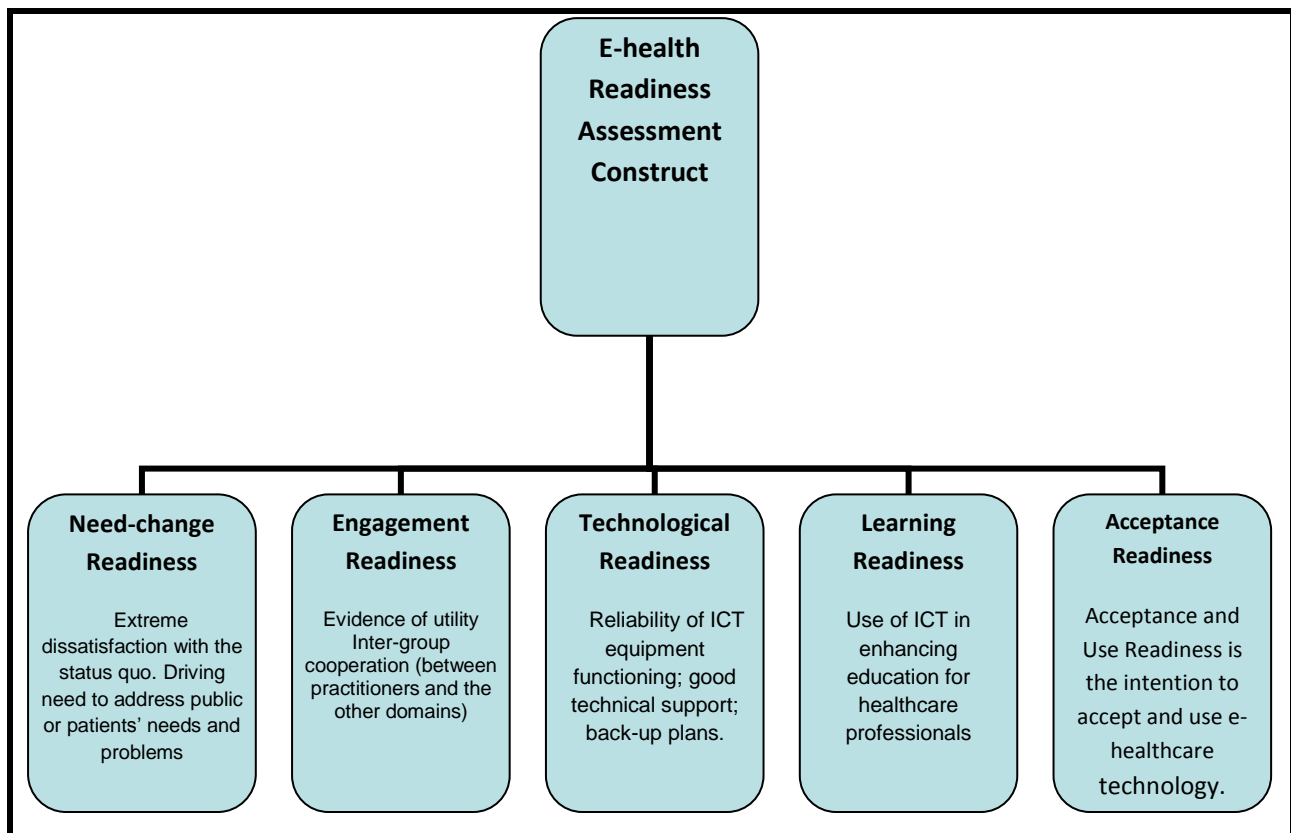 E-health
Readiness
Assessment
Construct
Need-change
Readiness
Extreme
dissatisfaction with the
status quo. Driving
need to address public
or patients’ needs and
problems
Engagement
Readiness
Evidence of utility
Inter-group
cooperation (between
practitioners and the
other domains)
Technological
Readiness
Reliability of ICT
equipment
functioning; good
technical support;
back-up plans.
Learning
Readiness
Use of ICT in
enhancing
education for
healthcare
professionals
Acceptance
Readiness
Acceptance and
Use Readiness is
the intention to
accept and use e-
healthcare
technology.